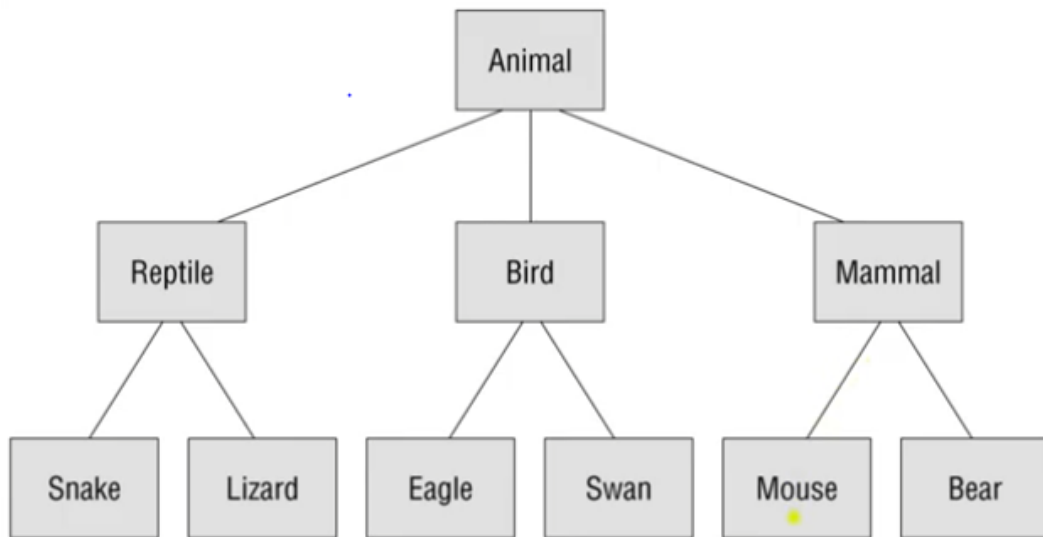 Animal
Reptile
Bird
Mammal
Snake
Lizard
Eagle
Swan
Mouse
Bear